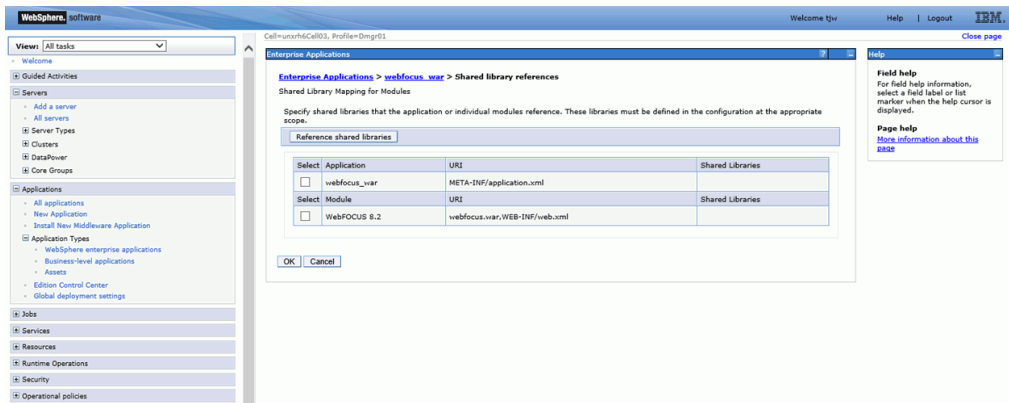 WebSphere. software
Welcome tjw
Help | Logout
IBM.
View: All tasks
Welcome
Guided Activities
Servers
Add a server
All servers
Server Types
Clusters
DataPower
Core Groups
Applications
All applications
New Application
Install New Middleware Application
Application Types
WebSphere enterprise applications
Business-level applications
Assets
Edition Control Center
Global deployment settings
Jobs
Services
Resources
Runtime Operations
Security
Operational policies
Cell=unxrh6Cell03, Profile=Dmgr01
Close page
Enterprise Applications ?
Enterprise Applications > webfocus_war > Shared library references
Shared Library Mapping for Modules
Specify shared libraries that the application or individual modules reference. These libraries must be defined in the configuration at the appropriate
scope.
Reference shared libraries
Select Application URI Shared Libraries
webfocus_war META-INF/application.xml
Select Module URI Shared Libraries
WebFOCUS 8.2 webfocus.war,WEB-INF/web.xml
OK Cancel
Help
Field help
For field help information,
select a field label or list
marker when the help cursor is
displayed.
Page help
More information about this
page